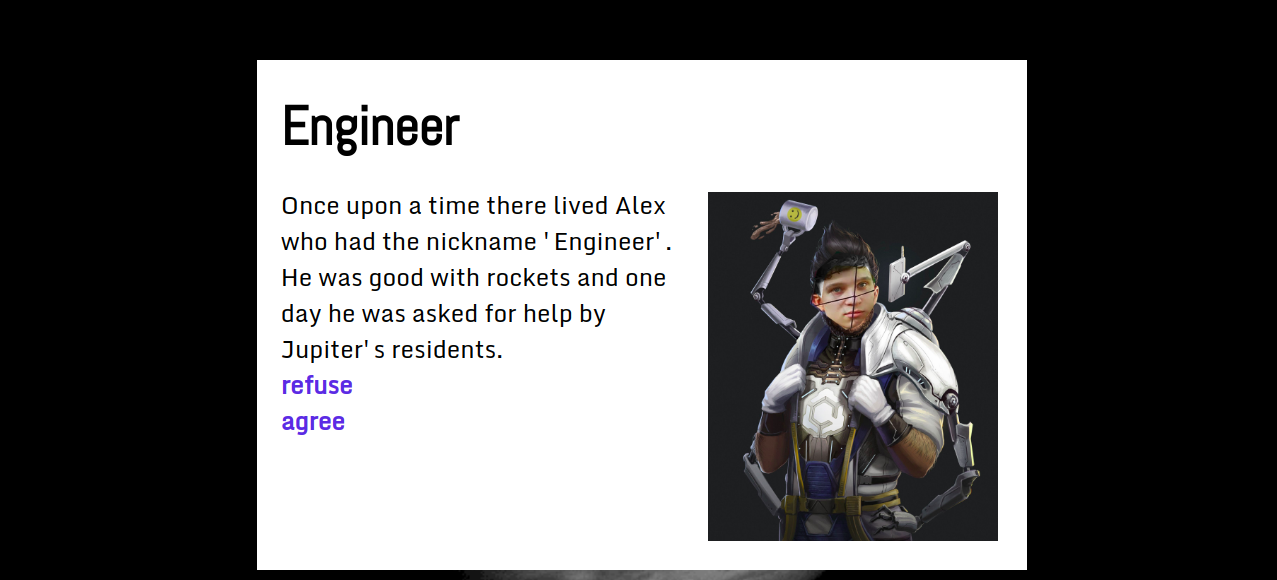 Engineer
Once upon a time there lived Alex
who had the nickname 'Engineer'.
He was good with rockets and one
day he was asked for help by
Jupiter's residents.
refuse
agree